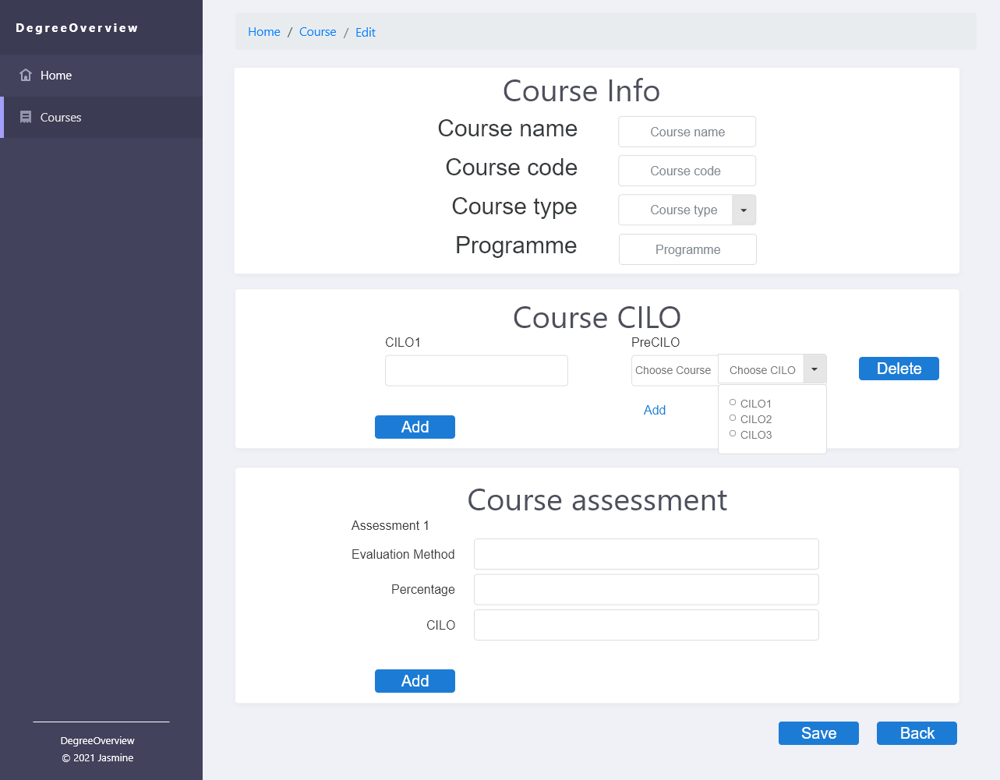 DegreeOverview
Home
Courses
DegreeOverview
© 2021 Jasmine
Home / Course / Edit
Course Info
Course name Course name
Course code Course code
Course type Course type
Programme Programme
Course CILO
CILO1 PreCILO
Choose Course Choose CILO Delete
Add
CILO1
CILO2
CILO3
Add
Course assessment
Assessment 1
Evaluation Method
Percentage
CILO
Add
Save Back